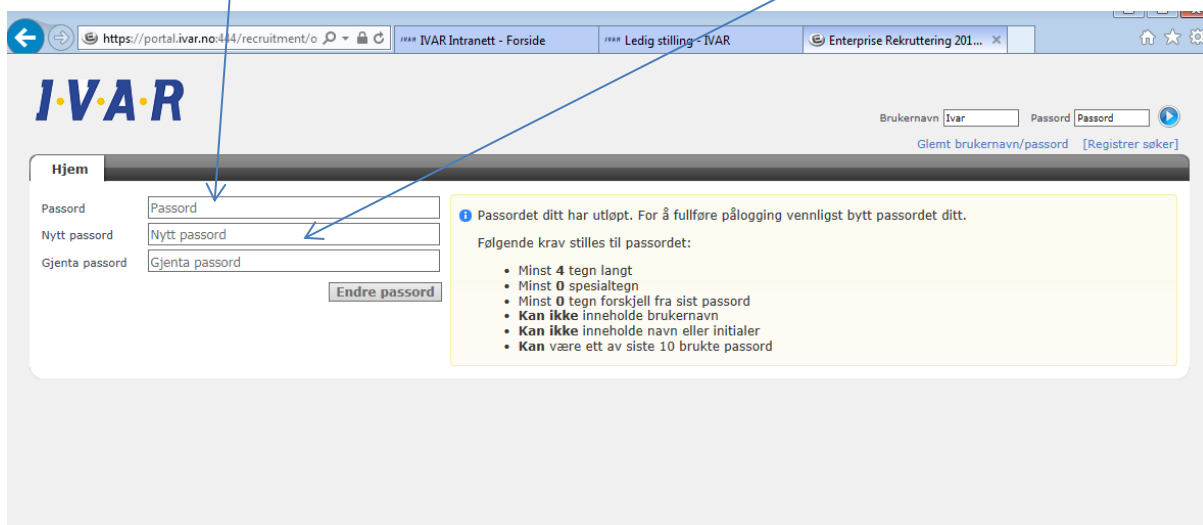 https://portal.ivar.no:444/recruitment/o
IVAR IVAR Intranett - Forside
IVAR Ledig stilling - IVAR
Enterprise Rekruttering 201...
I·V·A·R
Brukernavn Ivar Passord Passord
Glemt brukernavn/passord [Registrer søker]
Hjem
Passord Passord
Nytt passord Nytt passord
Gjenta passord Gjenta passord
Endre passord
Passordet ditt har utløpt. For å fullføre pålogging vennligst bytt passordet ditt.
Følgende krav stilles til passordet:
• Minst 4 tegn langt
• Minst 0 spesialtegn
• Minst 0 tegn forskjell fra sist passord
• Kan ikke inneholde brukernavn
• Kan ikke inneholde navn eller initialer
• Kan være ett av siste 10 brukte passord